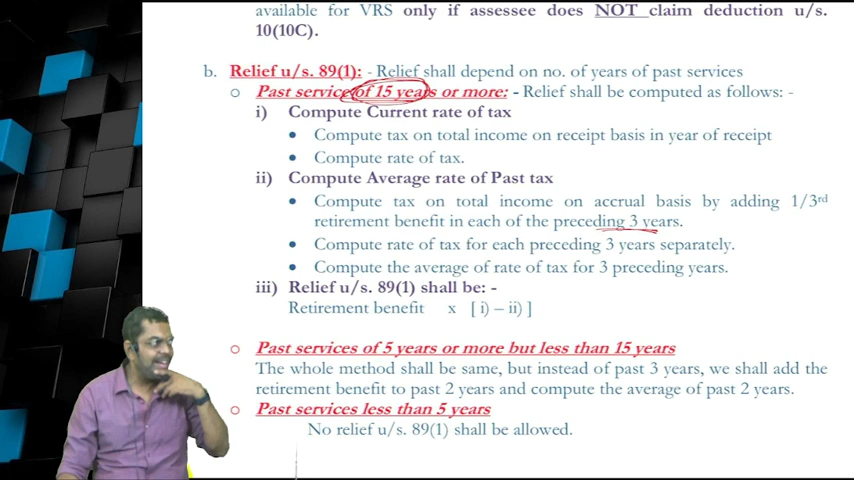 available for VRS only if assessee does NOT claim deduction u/s.
10(10C).
b. Relief u/s. 89(1): - Relief shall depend on no. of years of past services
o Past service of 15 years or more: - Relief shall be computed as follows: -
i) Compute Current rate of tax
• Compute tax on total income on receipt basis in year of receipt
• Compute rate of tax.
ii) Compute Average rate of Past tax
• Compute tax on total income on accrual basis by adding 1/3rd
retirement benefit in each of the preceding 3 years.
• Compute rate of tax for each preceding 3 years separately.
• Compute the average of rate of tax for 3 preceding years.
iii) Relief u/s. 89(1) shall be: -
Retirement benefit x [ i) – ii) ]
o Past services of 5 years or more but less than 15 years
The whole method shall be same, but instead of past 3 years, we shall add the
retirement benefit to past 2 years and compute the average of past 2 years.
o Past services less than 5 years
No relief u/s. 89(1) shall be allowed.